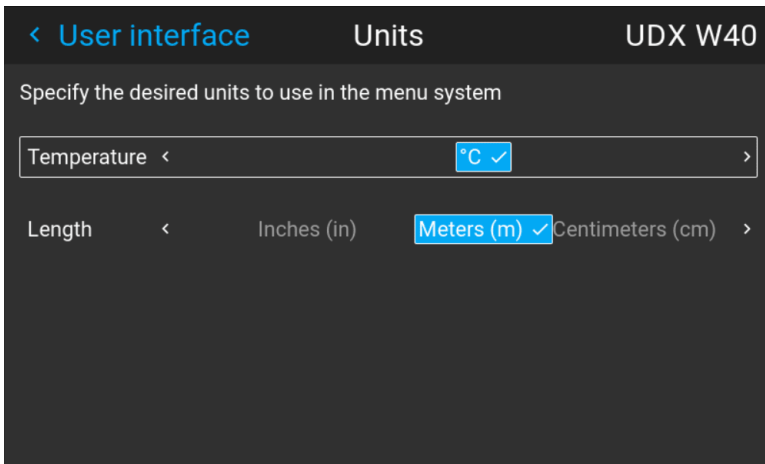 < User interface Units UDX W40
Specify the desired units to use in the menu system
Temperature < °C ✓ >
Length < Inches (in) Meters (m) ✓ Centimeters (cm) >